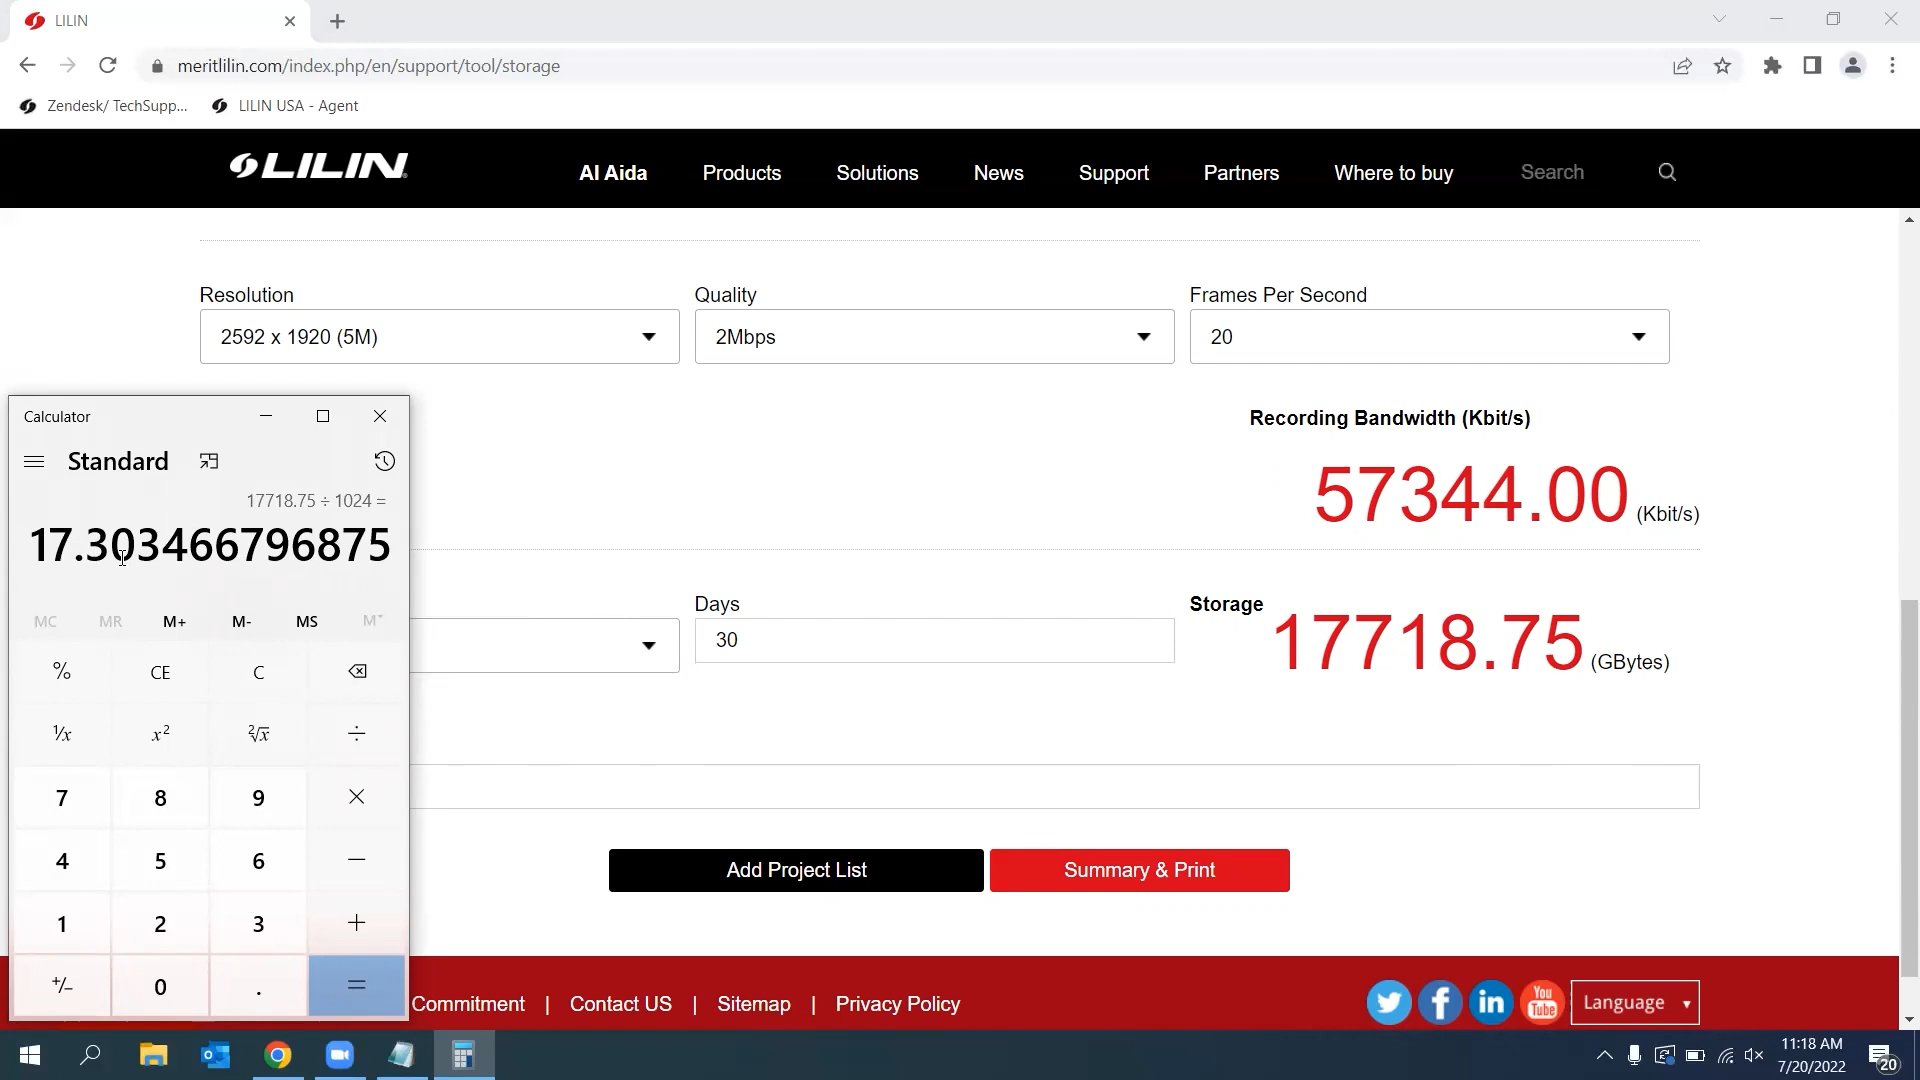 LILIN
meritlilin.com/index.php/en/support/tool/storage
Zendesk/ TechSupp...
LILIN USA - Agent
LILIN
AI Aida
Products
Solutions
News
Support
Partners
Where to buy
Search
Resolution
Quality
Frames Per Second
2592 x 1920 (5M)
2Mbps
20
Recording Bandwidth (Kbit/s)
57344.00 (Kbit/s)
Calculator
Standard
17718.75 ÷ 1024 =
17.303466796875
MC MR M+ M- MS M˅
% CE C
¹/x x² ²√x ÷
7 8 9 ×
4 5 6 −
1 2 3 +
+/− 0 . =
Days
30
Storage
17718.75 (GBytes)
Add Project List
Summary & Print
Commitment | Contact US | Sitemap | Privacy Policy
You
Tube
Language
11:18 AM
7/20/2022
20